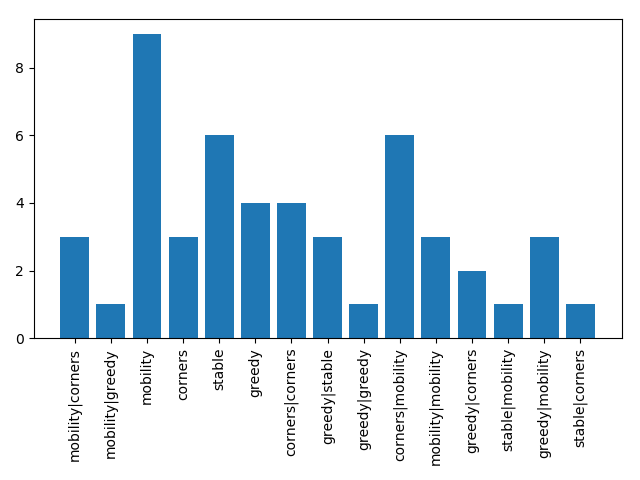 8
6
4
2
0
mobility|corners
mobility|greedy
mobility
corners
stable
greedy
corners|corners
greedy|stable
greedy|greedy
corners|mobility
mobility|mobility
greedy|corners
stable|mobility
greedy|mobility
stable|corners